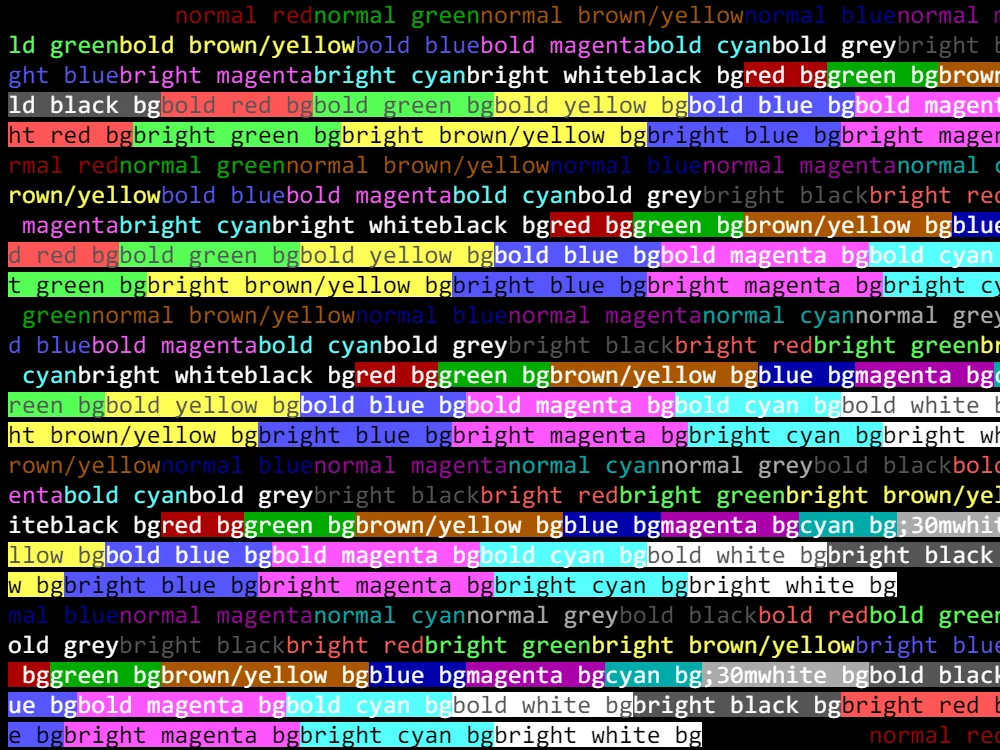 normal rednormal greennormal brown/yellownormal bluenormal magenta
ld greenbold brown/yellowbold bluebold magentabold cyanbold greybright b
ght bluebright magentabright cyanbright whiteblack bgred bggreen bgbrown
ld black bgbold red bgbold green bgbold yellow bgbold blue bgbold magent
ht red bgbright green bgbright brown/yellow bgbright blue bgbright magen
rmal rednormal greennormal brown/yellownormal bluenormal magentanormal c
rown/yellowbold bluebold magentabold cyanbold greybright blackbright red
magentabright cyanbright whiteblack bgred bggreen bgbrown/yellow bgblue
d red bgbold green bgbold yellow bgbold blue bgbold magenta bgbold cyan
t green bgbright brown/yellow bgbright blue bgbright magenta bgbright cy
greennormal brown/yellownormal bluenormal magentanormal cyannormal grey
d bluebold magentabold cyanbold greybright blackbright redbright greenbr
cyanbright whiteblack bgred bggreen bgbrown/yellow bgblue bgmagenta bgc
reen bgbold yellow bgbold blue bgbold magenta bgbold cyan bgbold white b
ht brown/yellow bgbright blue bgbright magenta bgbright cyan bgbright wh
rown/yellownormal bluenormal magentanormal cyannormal greybold blackbold
entabold cyanbold greybright blackbright redbright greenbright brown/yel
iteblack bgred bggreen bgbrown/yellow bgblue bgmagenta bgcyan bg;30mwhit
llow bgbold blue bgbold magenta bgbold cyan bgbold white bgbright black
w bgbright blue bgbright magenta bgbright cyan bgbright white bg
mal bluenormal magentanormal cyannormal greybold blackbold redbold green
old greybright blackbright redbright greenbright brown/yellowbright blue
bggreen bgbrown/yellow bgblue bgmagenta bgcyan bg;30mwhite bgbold black
ue bgbold magenta bgbold cyan bgbold white bgbright black bgbright red b
e bgbright magenta bgbright cyan bgbright white bg normal red